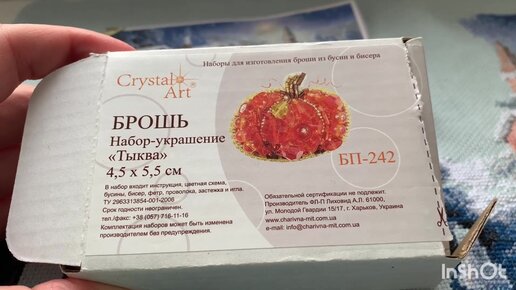 Наборы для изготовления броши из бусин и бисера
Crystal
Art
БРОШЬ
Набор-украшение
«Тыква»
4,5 х 5,5 см
БП-242
В набор входит инструкция, цветная схема,
бусины, бисер, фетр, проволока, застежка и игла.
ТУ 2963313854-001-2006
Срок годности ограничен.
тел./факс: +38 (057) 716-11-16
Комплектация наборов может быть изменена
производителем без предупреждения.
Обязательной сертификации не подлежит.
Производитель ФЛ-П Пиховид А.Л. 61000,
ул. Молодой Гвардии 15/17, г. Харьков, Украина
www.charivna-mit.com.ua
e-mail: info@charivna-mit.com.ua
InShOt